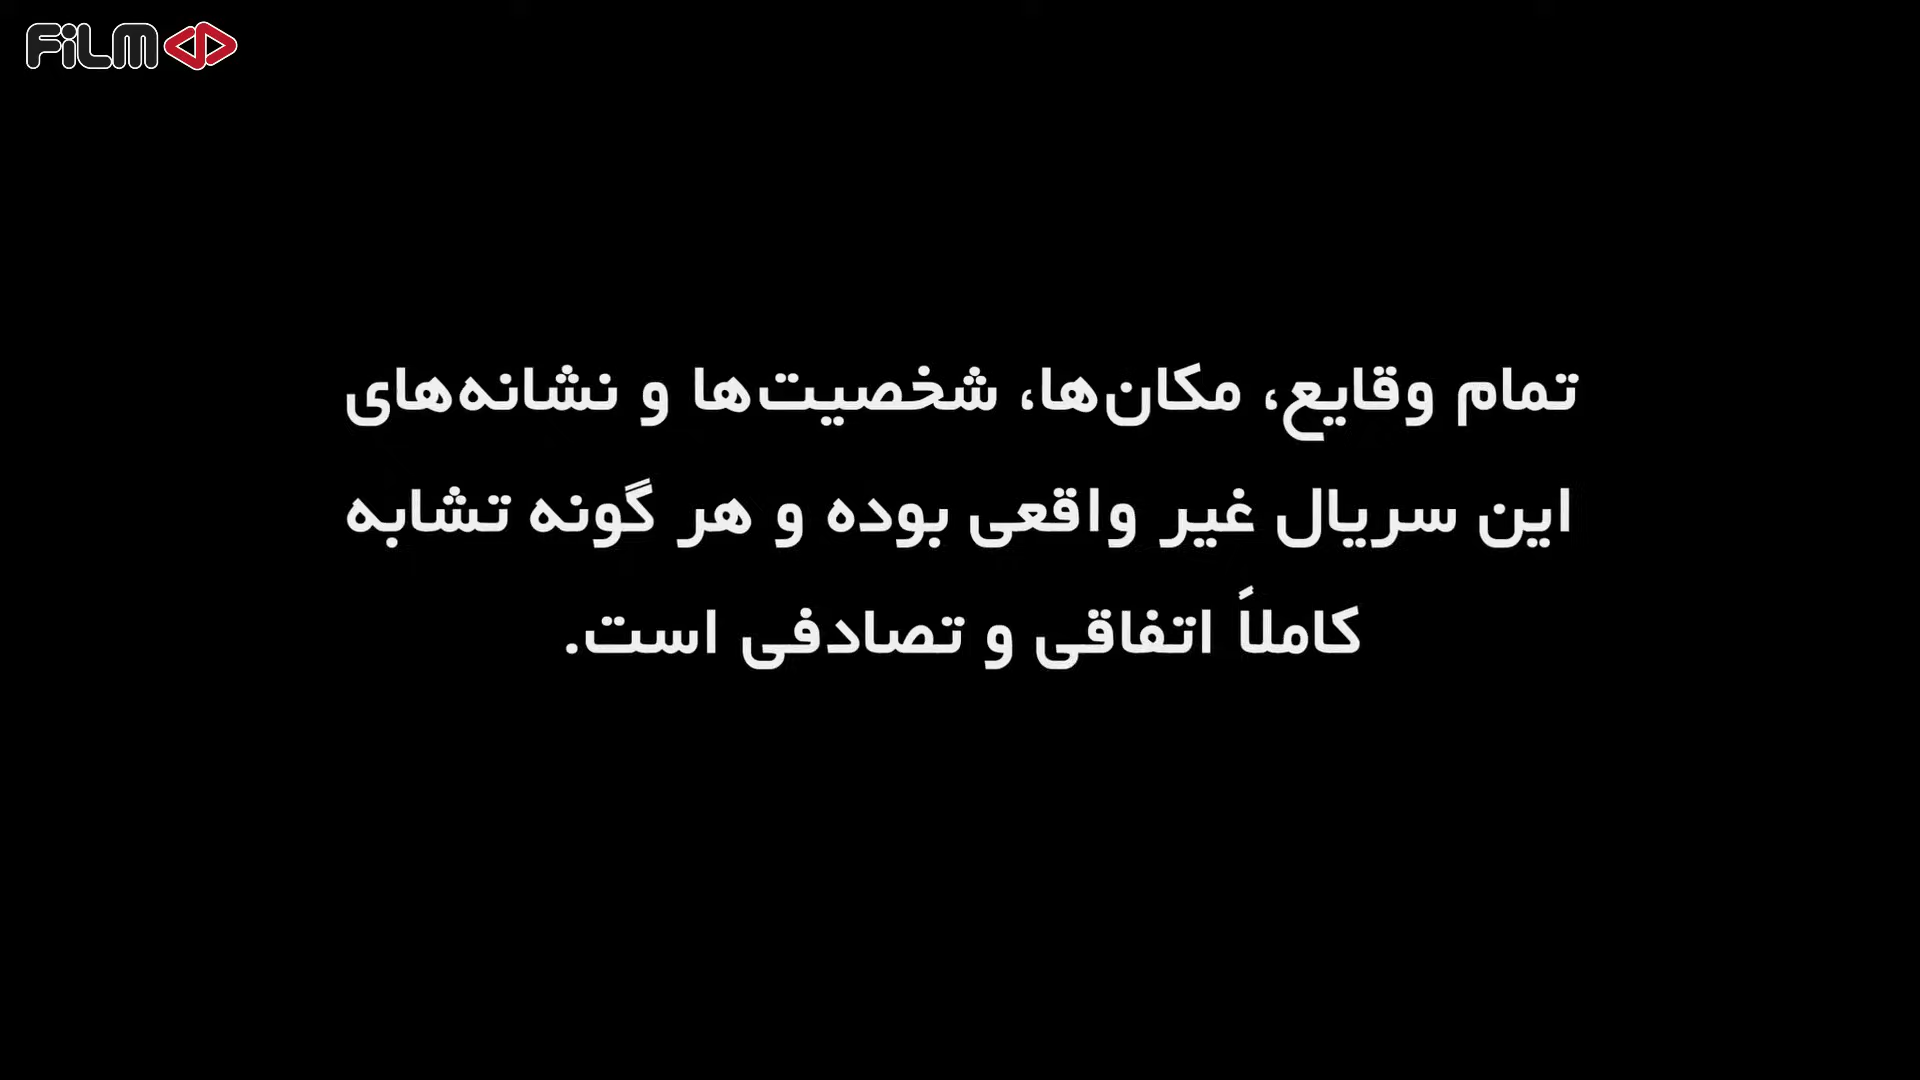 FiLM
تمام وقایع، مکان‌ها، شخصیت‌ها و نشانه‌های
این سریال غیر واقعی بوده و هر گونه تشابه
کاملاً اتفاقی و تصادفی است.